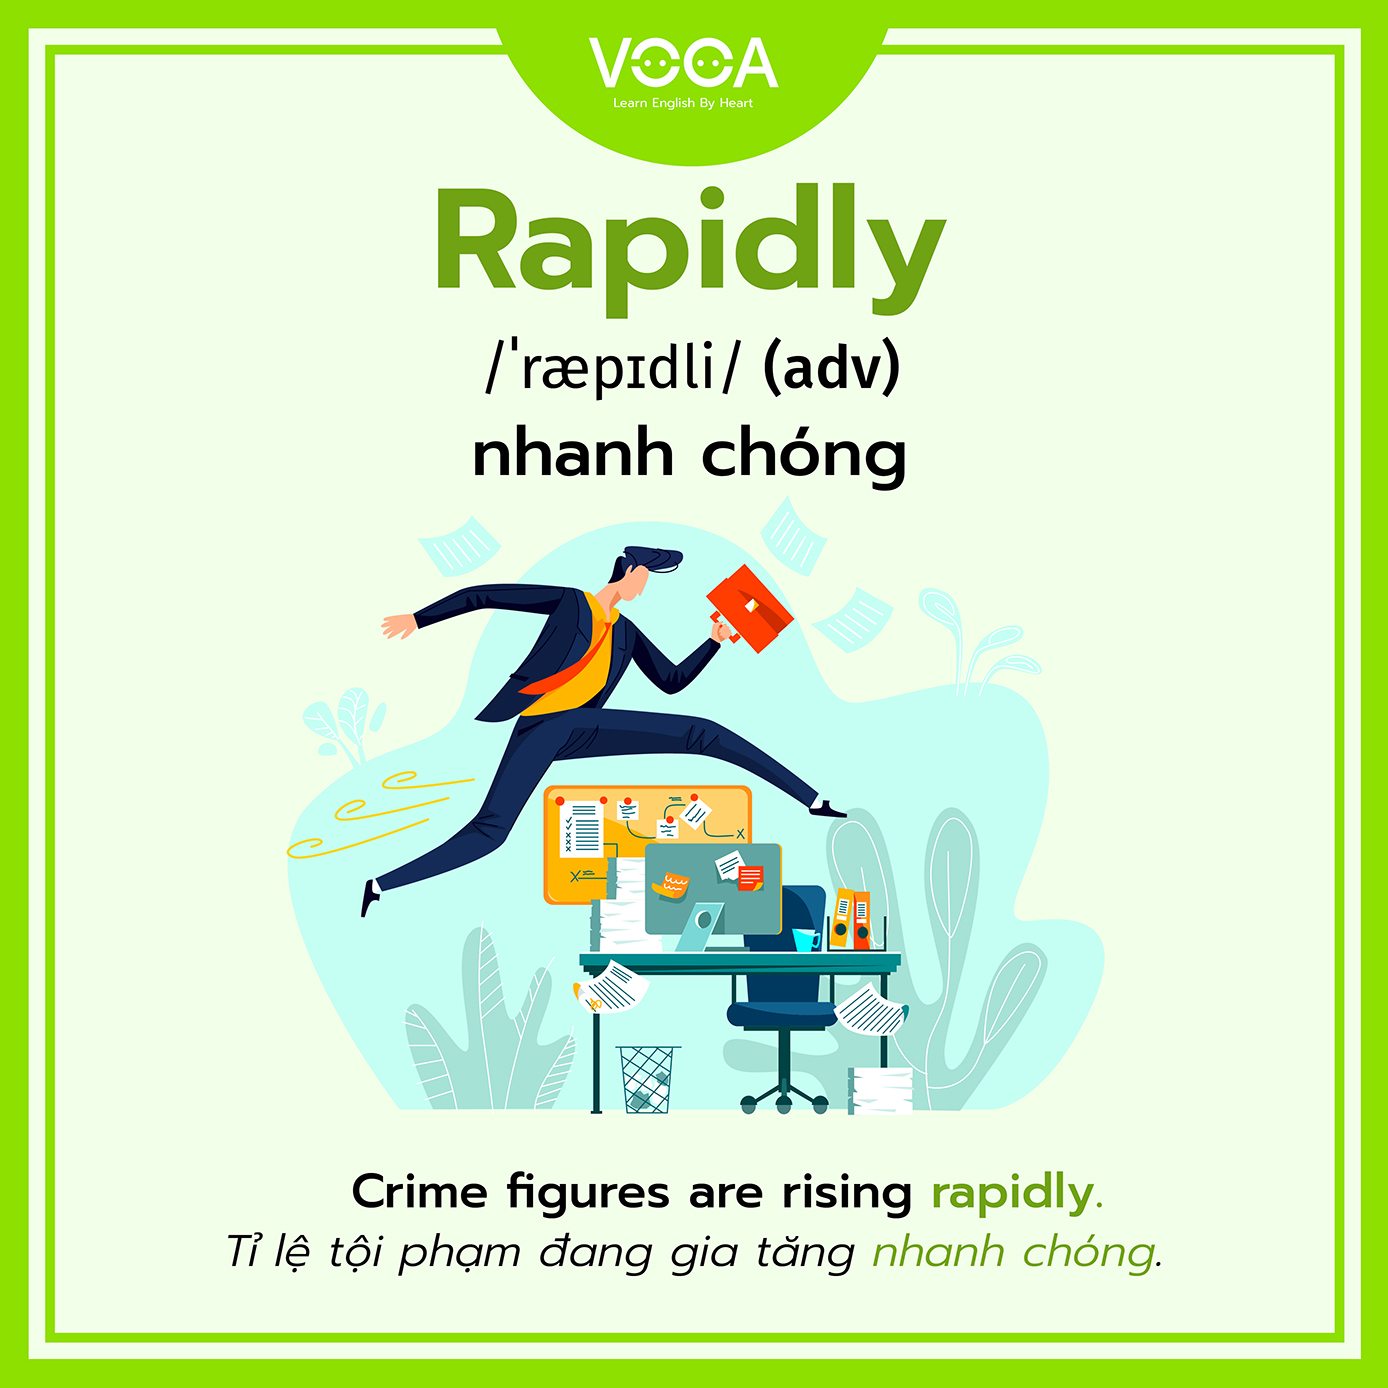 VOCA
Learn English By Heart
Rapidly
/ˈræpɪdli/ (adv)
nhanh chóng
Crime figures are rising rapidly.
Tỉ lệ tội phạm đang gia tăng nhanh chóng.